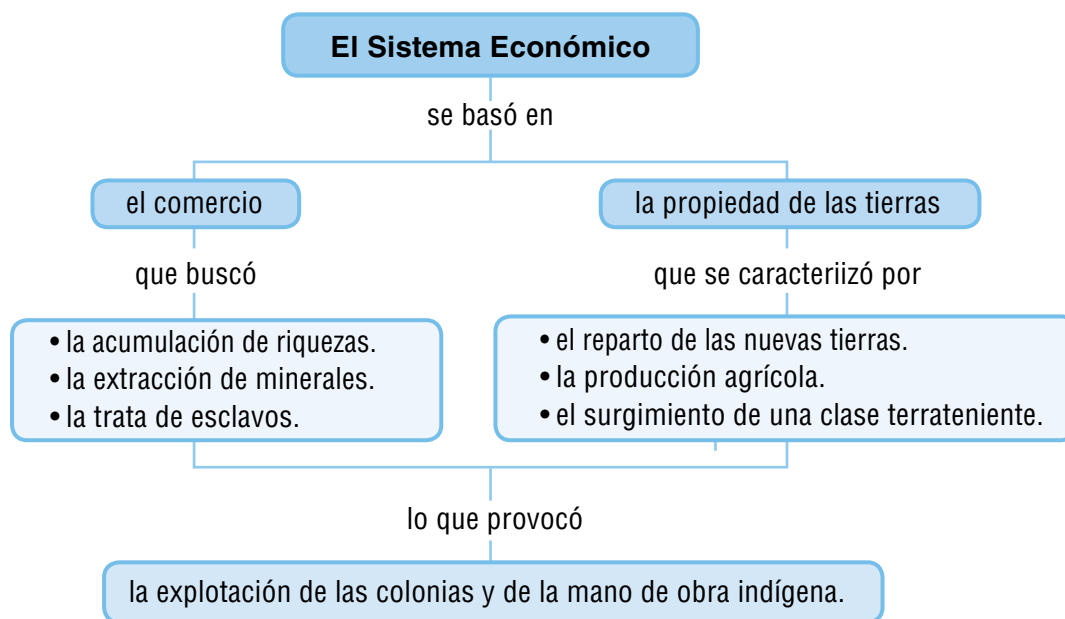 El Sistema Económico
se basó en
el comercio
la propiedad de las tierras
que buscó
que se caracteriizó por
• la acumulación de riquezas.
• la extracción de minerales.
• la trata de esclavos.
• el reparto de las nuevas tierras.
• la producción agrícola.
• el surgimiento de una clase terrateniente.
lo que provocó
la explotación de las colonias y de la mano de obra indígena.